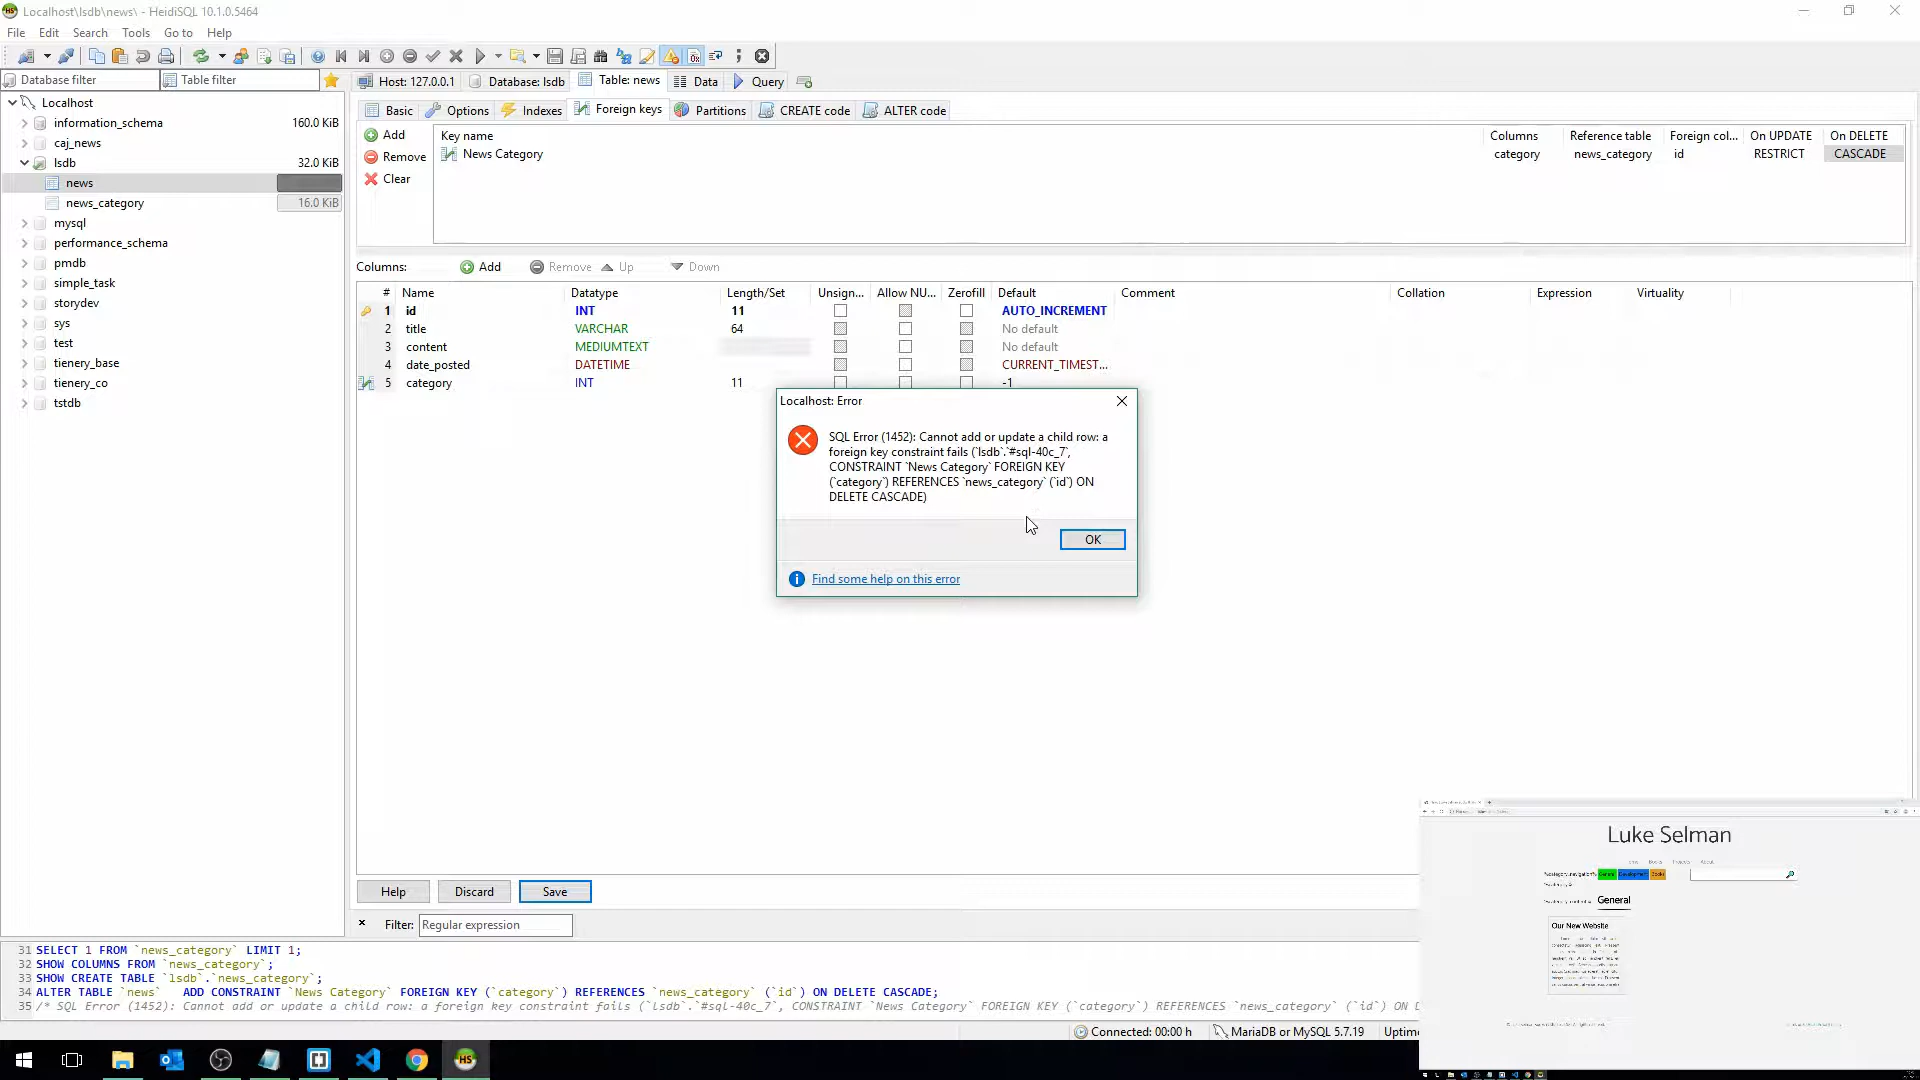 Localhost\lsdb\news\ - HeidiSQL 10.1.0.5464
File Edit Search Tools Go to Help
Database filter Table filter Host: 127.0.0.1 Database: lsdb Table: news Data Query
Localhost
information_schema 160.0 KiB
caj_news
lsdb 32.0 KiB
news
news_category 16.0 KiB
mysql
performance_schema
pmdb
simple_task
storydev
sys
test
tienery_base
tienery_co
tstdb
Basic Options Indexes Foreign keys Partitions CREATE code ALTER code
Add
Remove
Clear
Key name Columns Reference table Foreign col... On UPDATE On DELETE
News Category category news_category id RESTRICT CASCADE
Columns: Add Remove Up Down
# Name Datatype Length/Set Unsign... Allow NU... Zerofill Default Comment Collation Expression Virtuality
1 id INT 11 AUTO_INCREMENT
2 title VARCHAR 64 No default
3 content MEDIUMTEXT No default
4 date_posted DATETIME CURRENT_TIMEST...
5 category INT 11 -1
Localhost: Error
SQL Error (1452): Cannot add or update a child row: a
foreign key constraint fails (`lsdb`.`#sql-40c_7`,
CONSTRAINT `News Category` FOREIGN KEY
(`category`) REFERENCES `news_category` (`id`) ON
DELETE CASCADE)
OK
Find some help on this error
Help Discard Save
Filter: Regular expression
31 SELECT 1 FROM `news_category` LIMIT 1;
32 SHOW COLUMNS FROM `news_category`;
33 SHOW CREATE TABLE `lsdb`.`news_category`;
34 ALTER TABLE `news` ADD CONSTRAINT `News Category` FOREIGN KEY (`category`) REFERENCES `news_category` (`id`) ON DELETE CASCADE;
35 /* SQL Error (1452): Cannot add or update a child row: a foreign key constraint fails (`lsdb`.`#sql-40c_7`, CONSTRAINT `News Category` FOREIGN KEY (`category`) REFERENCES `news_category` (`id`) ON D
Connected: 00:00 h MariaDB or MySQL 5.7.19 Uptime
Luke Selman
Books Projects About
General Development Books
General
Our New Website